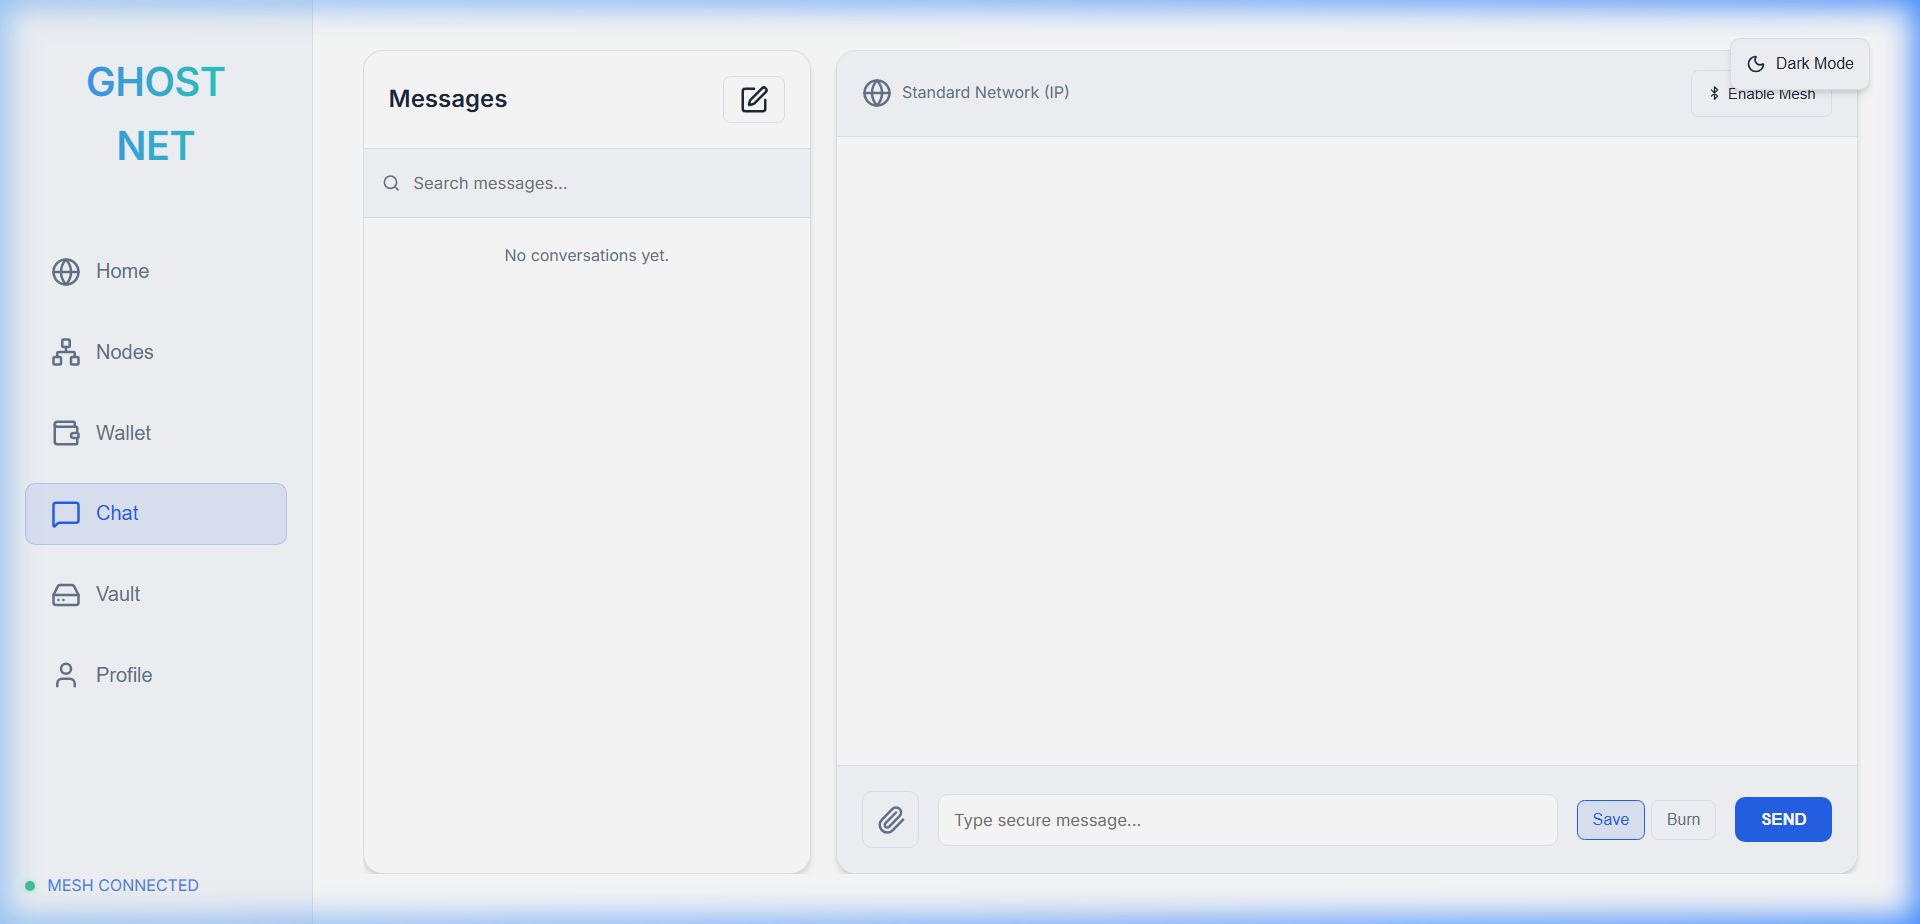 GHOST
NET
Home
Nodes
Wallet
Chat
Vault
Profile
MESH CONNECTED
Messages
Search messages...
No conversations yet.
Standard Network (IP)
Dark Mode
Enable Mesh
Type secure message...
Save
Burn
SEND